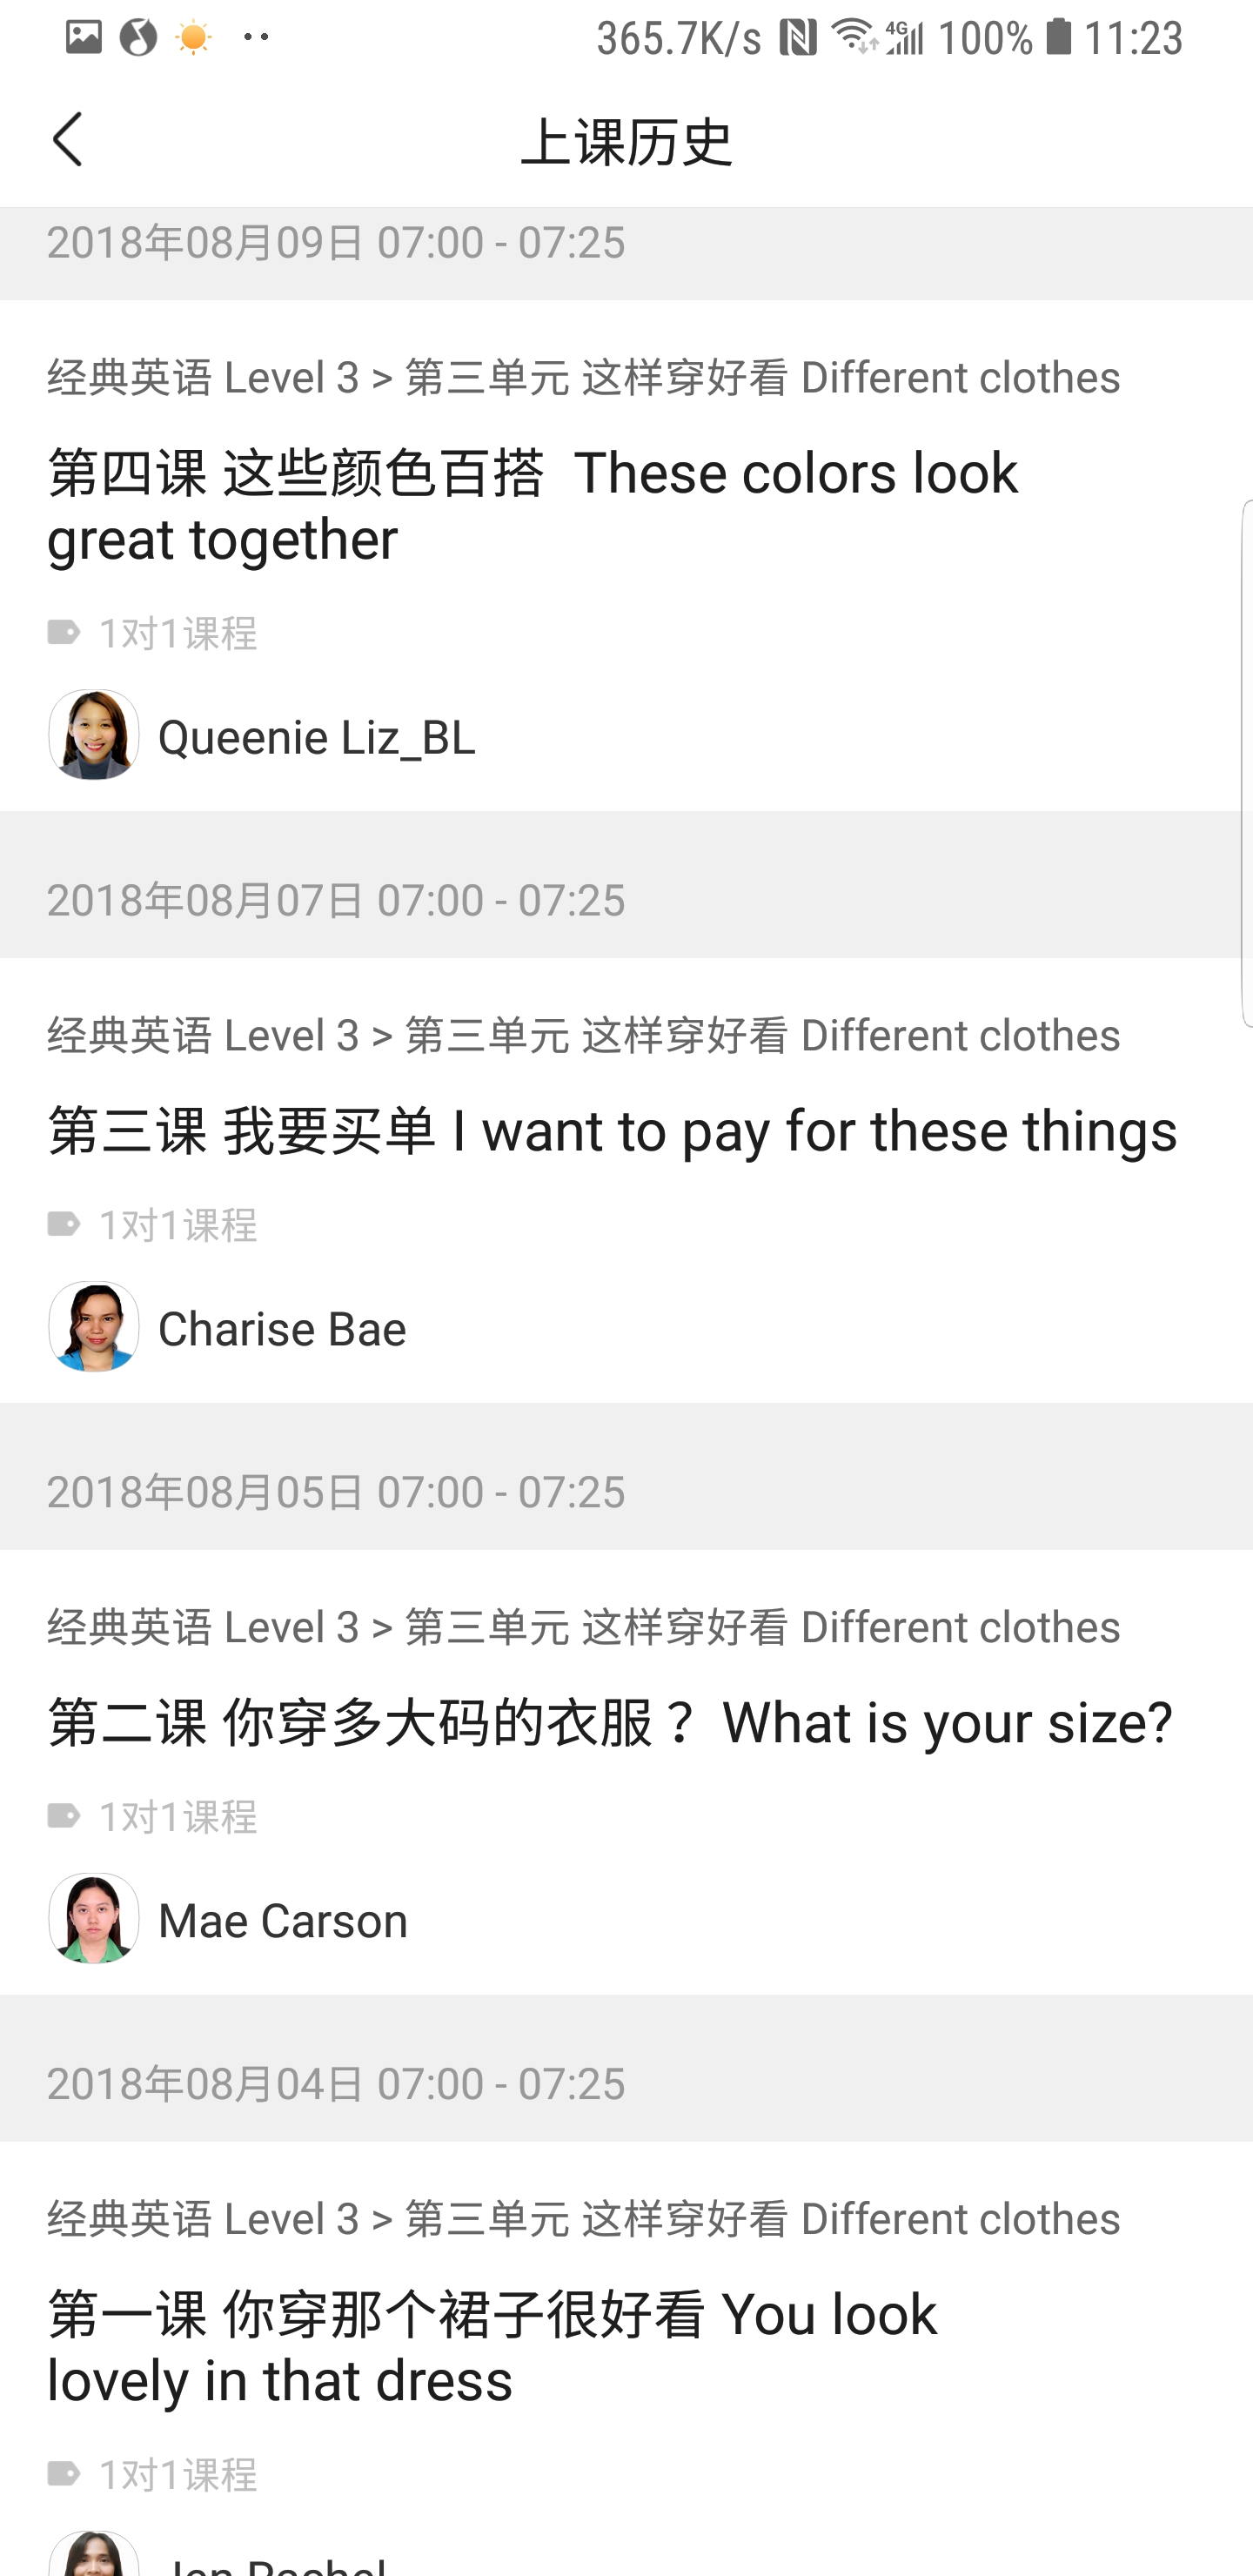 365.7K/s 4G 100% 11:23
上课历史
2018年08月09日 07:00 - 07:25
经典英语 Level 3 > 第三单元 这样穿好看 Different clothes
第四课 这些颜色百搭 These colors look
great together
1对1课程
Queenie Liz_BL
2018年08月07日 07:00 - 07:25
经典英语 Level 3 > 第三单元 这样穿好看 Different clothes
第三课 我要买单 I want to pay for these things
1对1课程
Charise Bae
2018年08月05日 07:00 - 07:25
经典英语 Level 3 > 第三单元 这样穿好看 Different clothes
第二课 你穿多大码的衣服？ What is your size?
1对1课程
Mae Carson
2018年08月04日 07:00 - 07:25
经典英语 Level 3 > 第三单元 这样穿好看 Different clothes
第一课 你穿那个裙子很好看 You look
lovely in that dress
1对1课程
Rachel